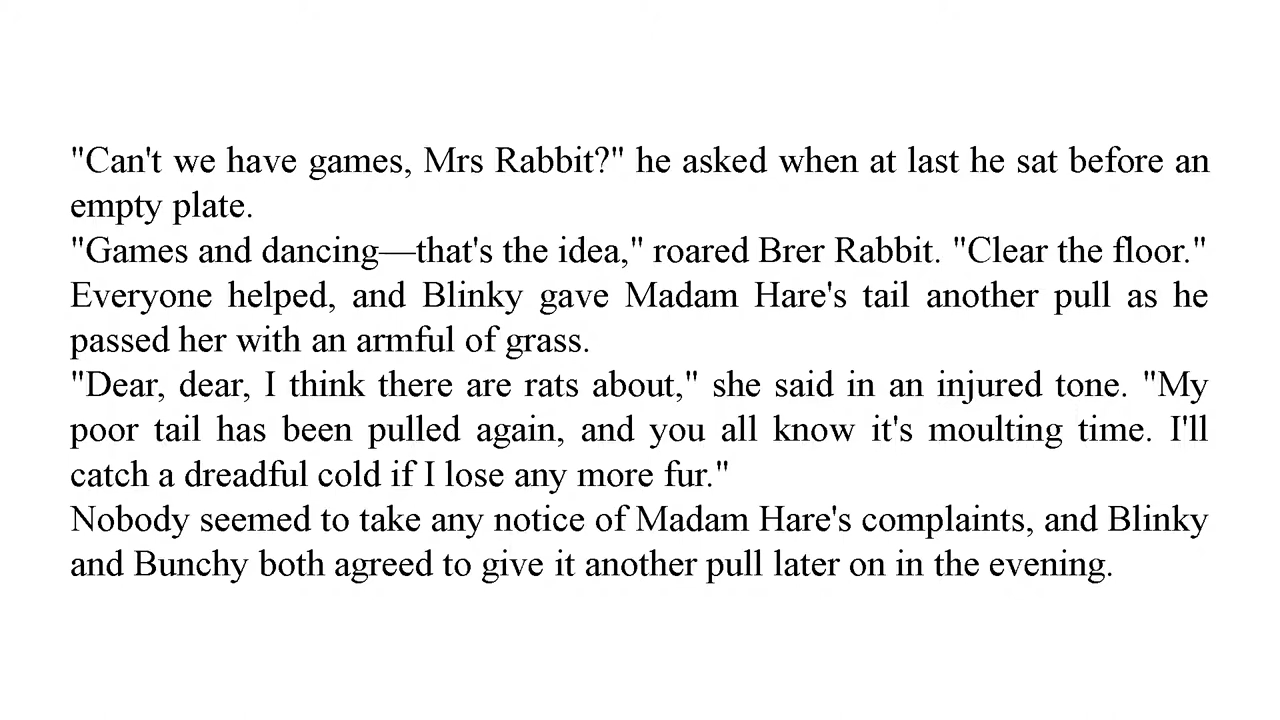 "Can't we have games, Mrs Rabbit?" he asked when at last he sat before an
empty plate.
"Games and dancing—that's the idea," roared Brer Rabbit. "Clear the floor."
Everyone helped, and Blinky gave Madam Hare's tail another pull as he
passed her with an armful of grass.
"Dear, dear, I think there are rats about," she said in an injured tone. "My
poor tail has been pulled again, and you all know it's moulting time. I'll
catch a dreadful cold if I lose any more fur."
Nobody seemed to take any notice of Madam Hare's complaints, and Blinky
and Bunchy both agreed to give it another pull later on in the evening.